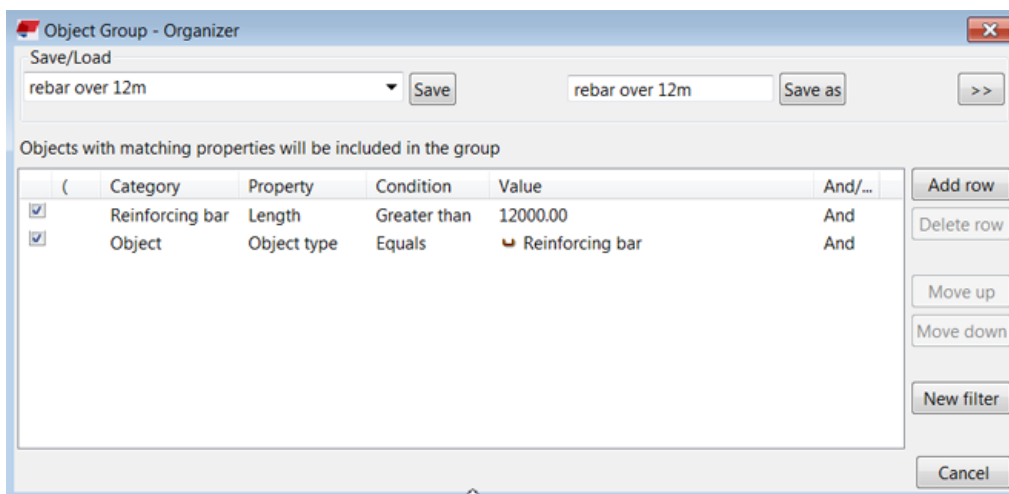 Object Group - Organizer
Save/Load
rebar over 12m Save rebar over 12m Save as >>
Objects with matching properties will be included in the group
( Category Property Condition Value And/... Add row
Reinforcing bar Length Greater than 12000.00 And
Delete row
Object Object type Equals Reinforcing bar And
Move up
Move down
New filter
Cancel